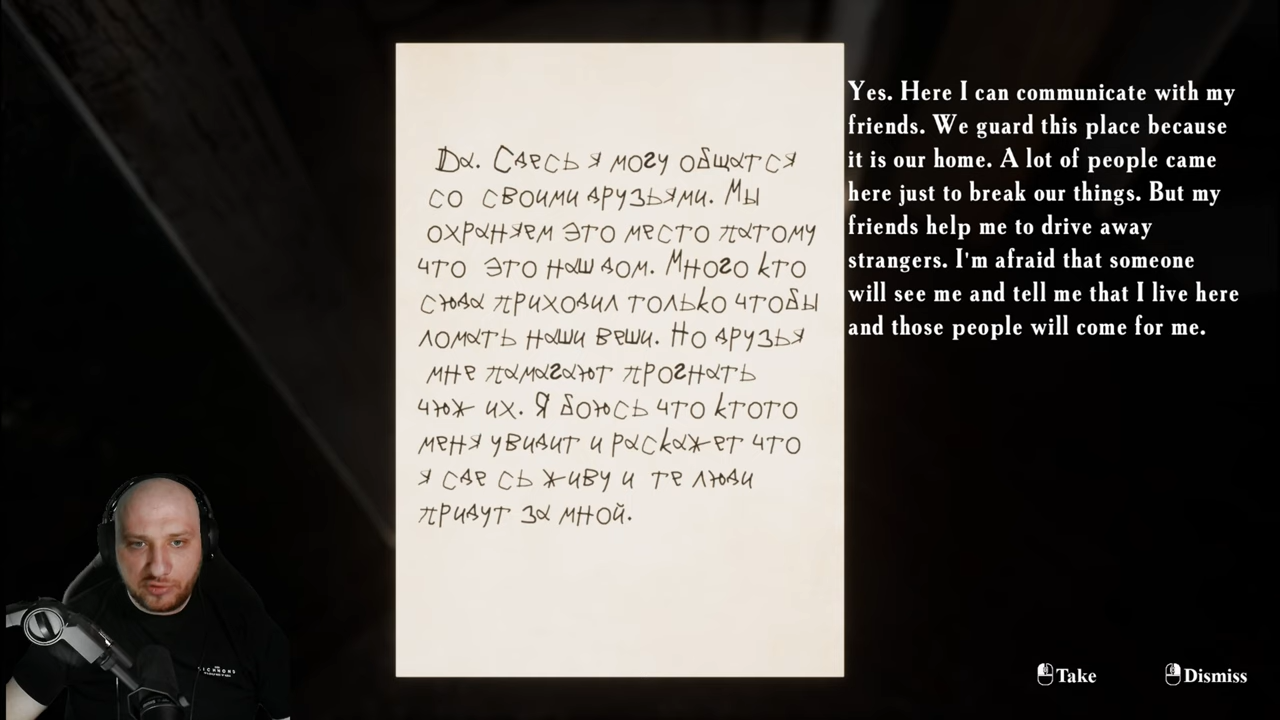 Да. Сдесь я могу общатся
со своими друзьями. Мы
охраняем это место патому
что это наш дом. Много кто
сюда приходил только чтобы
ломать наши веши. Но друзья
мне памагают прогнать
чюж их. Я боюсь что ктото
меня увидит и раскажет что
я сде сь живу и те люди
придут за мной.
Yes. Here I can communicate with my
friends. We guard this place because
it is our home. A lot of people came
here just to break our things. But my
friends help me to drive away
strangers. I'm afraid that someone
will see me and tell me that I live here
and those people will come for me.
Take
Dismiss